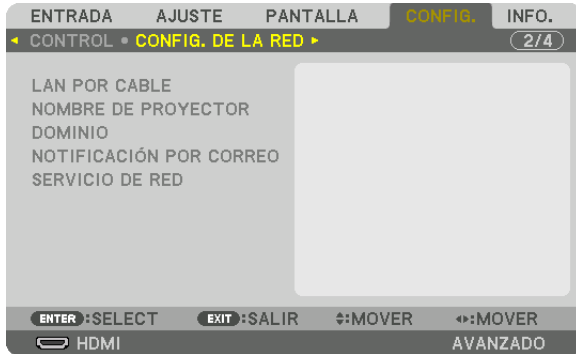 ENTRADA AJUSTE PANTALLA CONFIG. INFO.
CONTROL • CONFIG. DE LA RED 2/4
LAN POR CABLE
NOMBRE DE PROYECTOR
DOMINIO
NOTIFICACIÓN POR CORREO
SERVICIO DE RED
ENTER :SELECT EXIT :SALIR :MOVER :MOVER
HDMI AVANZADO